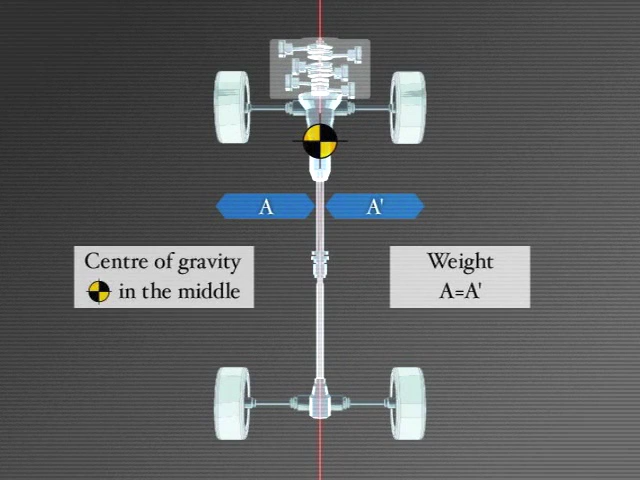 A
A'
Centre of gravity
in the middle
Weight
A=A'